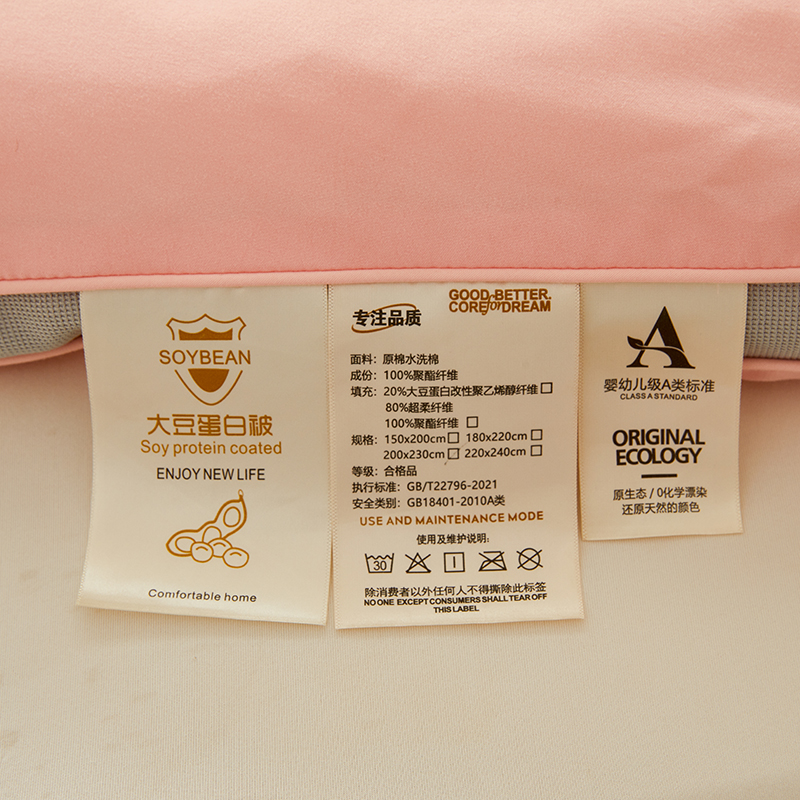 SOYBEAN
大豆蛋白被
Soy protein coated
ENJOY NEW LIFE
Comfortable home
专注品质
GOOD BETTER.
CORE for DREAM
面料：原棉水洗棉
成份：100%聚酯纤维
填充：20%大豆蛋白改性聚乙烯醇纤维□
80%超柔纤维
100%聚酯纤维 □
规格：150x200cm□ 180x220cm□
200x230cm□ 220x240cm□
等级：合格品
执行标准：GB/T22796-2021
安全类别：GB18401-2010A类
USE AND MAINTENANCE MODE
使用及维护说明:
30
除消费者以外任何人不得撕除此标签
NO ONE EXCEPT CONSUMERS SHALL TEAR OFF
THIS LABEL
A
婴幼儿级A类标准
CLASS A STANDARD
ORIGINAL
ECOLOGY
原生态 / 0化学漂染
还原天然的颜色